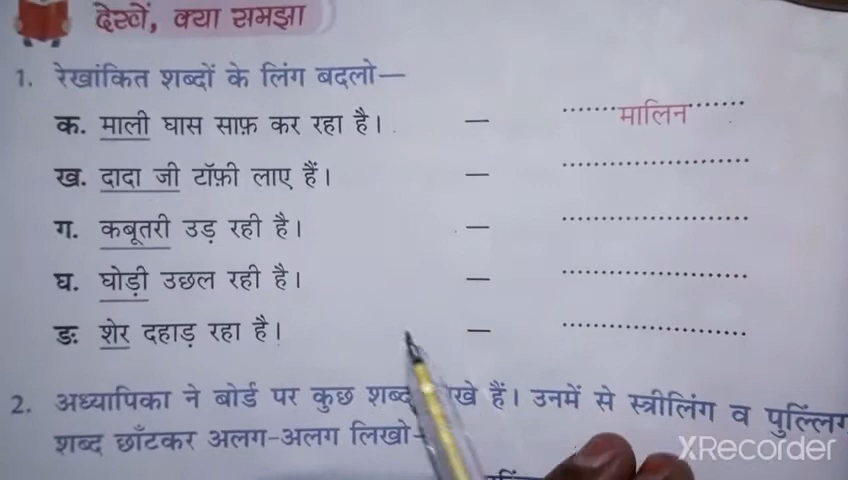 देखें, क्या समझा
1. रेखांकित शब्दों के लिंग बदलो—
क. माली घास साफ़ कर रहा है। — मालिन
ख. दादा जी टॉफ़ी लाए हैं। —
ग. कबूतरी उड़ रही है। —
घ. घोड़ी उछल रही है। —
ङ. शेर दहाड़ रहा है। —
2. अध्यापिका ने बोर्ड पर कुछ शब्द हैं। उनमें से स्त्रीलिंग व पुल्लिंग
शब्द छाँटकर अलग-अलग लिखो—
XRecorder